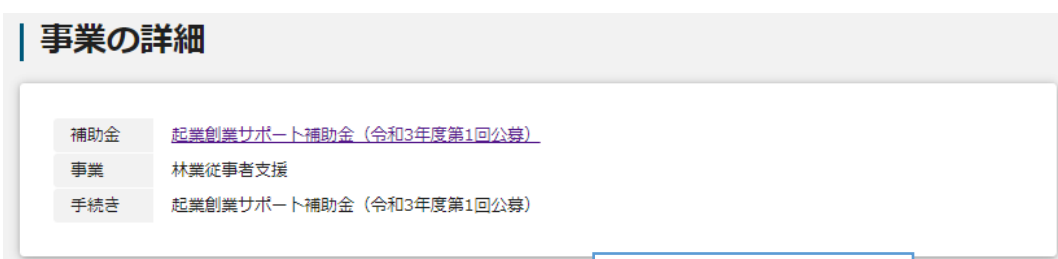 事業の詳細
補助金 起業創業サポート補助金（令和3年度第1回公募）
事業 林業従事者支援
手続き 起業創業サポート補助金（令和3年度第1回公募）